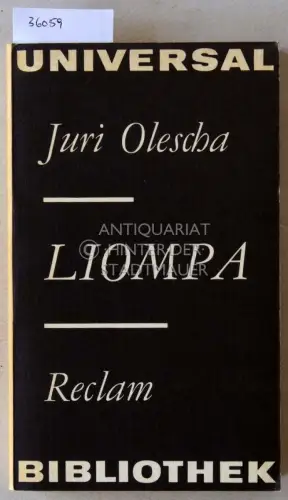 36059
UNIVERSAL
Juri Olescha
ANTIQUARIAT
©·HINTER·DER·
STADTMAUER
LIOMPA
Reclam
BIBLIOTHEK